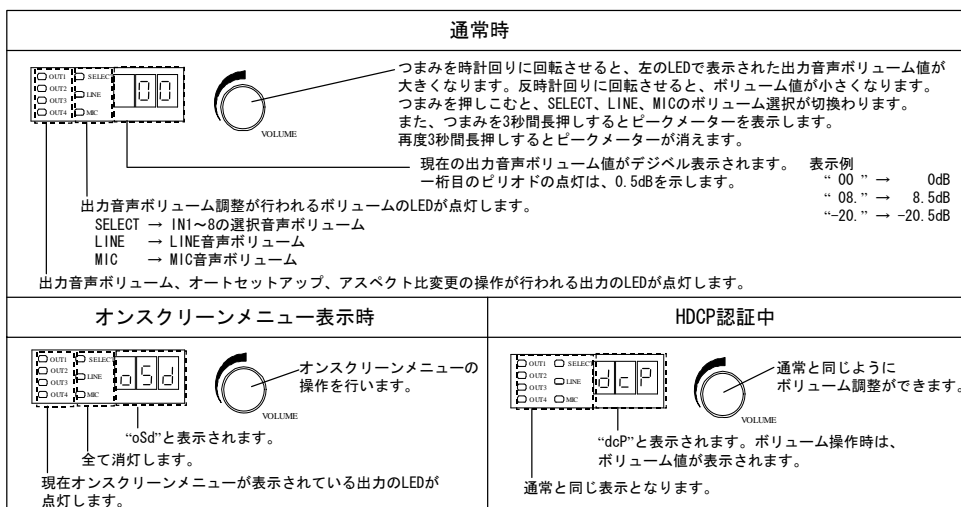 通常時
OUT1 SELECT
OUT2
LINE
OUT3
OUT4 MIC
00
VOLUME
つまみを時計回りに回転させると、左のLEDで表示された出力音声ボリューム値が
大きくなります。反時計回りに回転させると、ボリューム値が小さくなります。
つまみを押しこむと、SELECT、LINE、MICのボリューム選択が切換わります。
また、つまみを3秒間長押しするとピークメーターを表示します。
再度3秒間長押しするとピークメーターが消えます。
現在の出力音声ボリューム値がデジベル表示されます。 表示例
一桁目のピリオドの点灯は、0.5dBを示します。 “ 00 ” → 0dB
“ 08. ” → 8.5dB
“-20. ” → -20.5dB
出力音声ボリューム調整が行われるボリュームのLEDが点灯します。
SELECT → IN1～8の選択音声ボリューム
LINE → LINE音声ボリューム
MIC → MIC音声ボリューム
出力音声ボリューム、オートセットアップ、アスペクト比変更の操作が行われる出力のLEDが点灯します。
オンスクリーンメニュー表示時
OUT1 SELECT
OUT2
LINE
OUT3
OUT4 MIC
oSd
VOLUME
オンスクリーンメニューの
操作を行います。
“oSd”と表示されます。
全て消灯します。
現在オンスクリーンメニューが表示されている出力のLEDが
点灯します。
HDCP認証中
OUT1 SELECT
OUT2
LINE
OUT3
OUT4 MIC
dcP
VOLUME
通常と同じように
ボリューム調整ができます。
“dcP”と表示されます。ボリューム操作時は、
ボリューム値が表示されます。
通常と同じ表示となります。